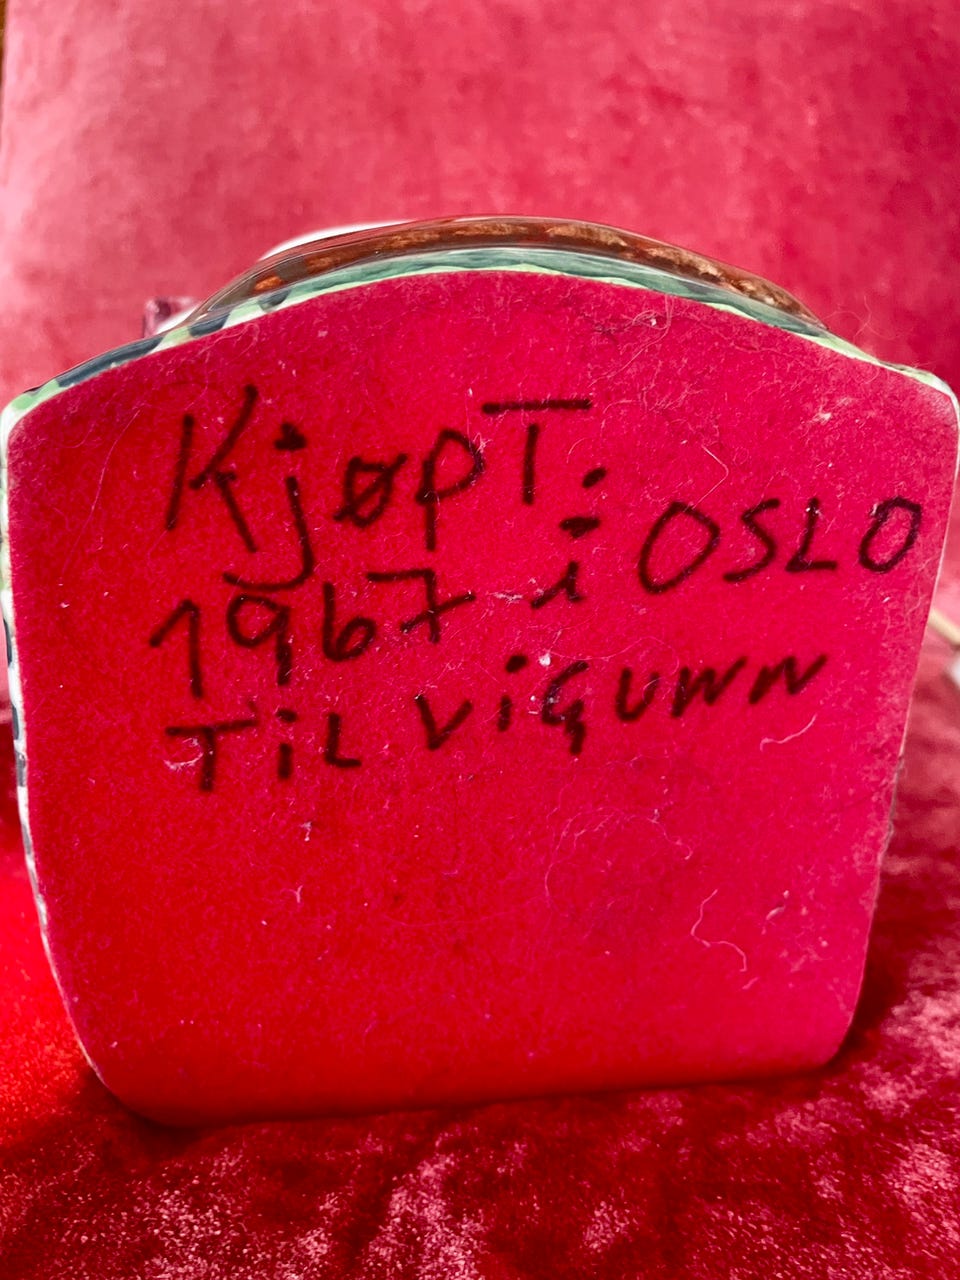 KjøpT.
1967 i OSLO
TiL ViGUNN